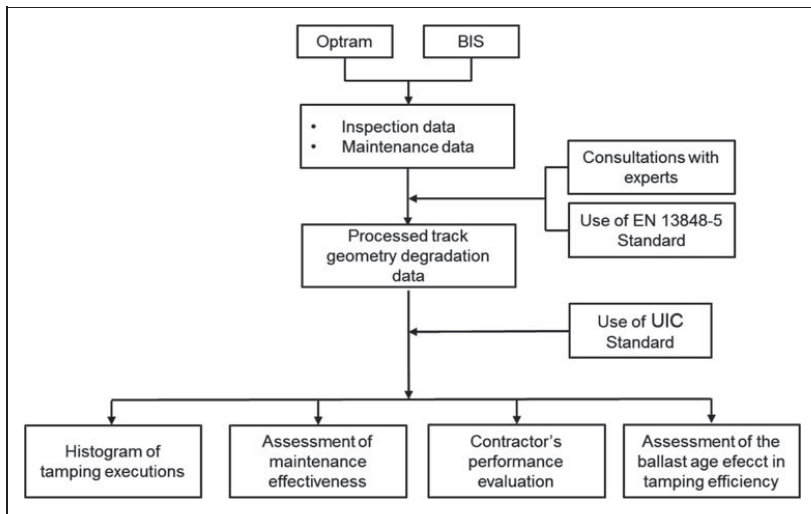 Optram
BIS
• Inspection data
• Maintenance data
Consultations with
experts
Use of EN 13848-5
Standard
Processed track
geometry degradation
data
Use of UIC
Standard
Histogram of
tamping executions
Assessment of
maintenance
effectiveness
Contractor's
performance
evaluation
Assessment of the
ballast age efecct in
tamping efficiency